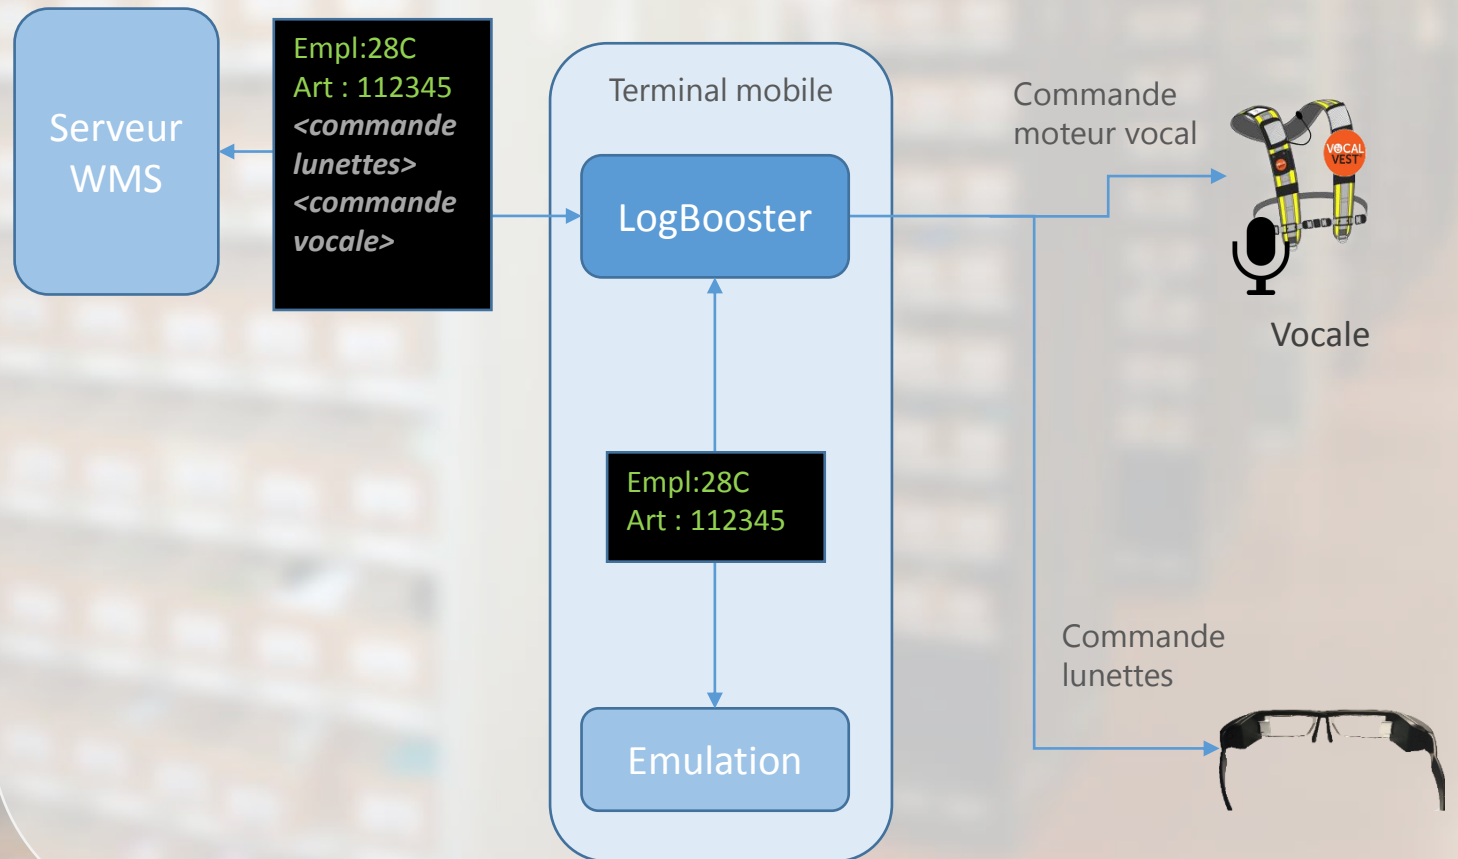 Serveur
WMS
Empl:28C
Art : 112345
<commande
lunettes>
<commande
vocale>
Terminal mobile
LogBooster
Empl:28C
Art : 112345
Emulation
Commande
moteur vocal
VOCAL
VEST
Vocale
Commande
lunettes